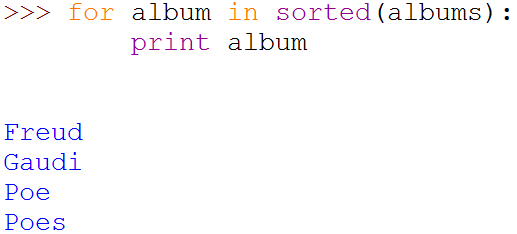 >>> for album in sorted(albums):
        print album
Freud
Gaudi
Poe
Poes